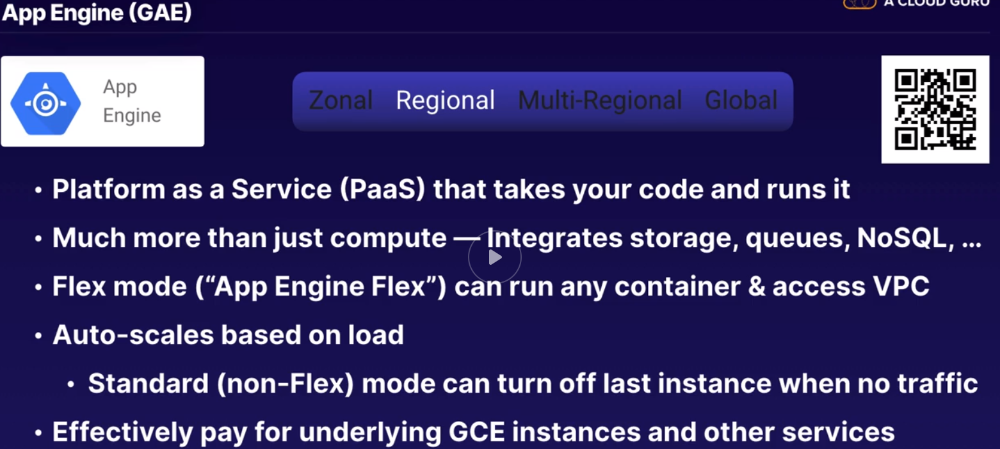 App Engine (GAE)
A CLOUD GURU
App
Engine
Zonal Regional Multi-Regional Global
• Platform as a Service (PaaS) that takes your code and runs it
• Much more than just compute — Integrates storage, queues, NoSQL, ...
• Flex mode (“App Engine Flex”) can run any container & access VPC
• Auto-scales based on load
• Standard (non-Flex) mode can turn off last instance when no traffic
• Effectively pay for underlying GCE instances and other services